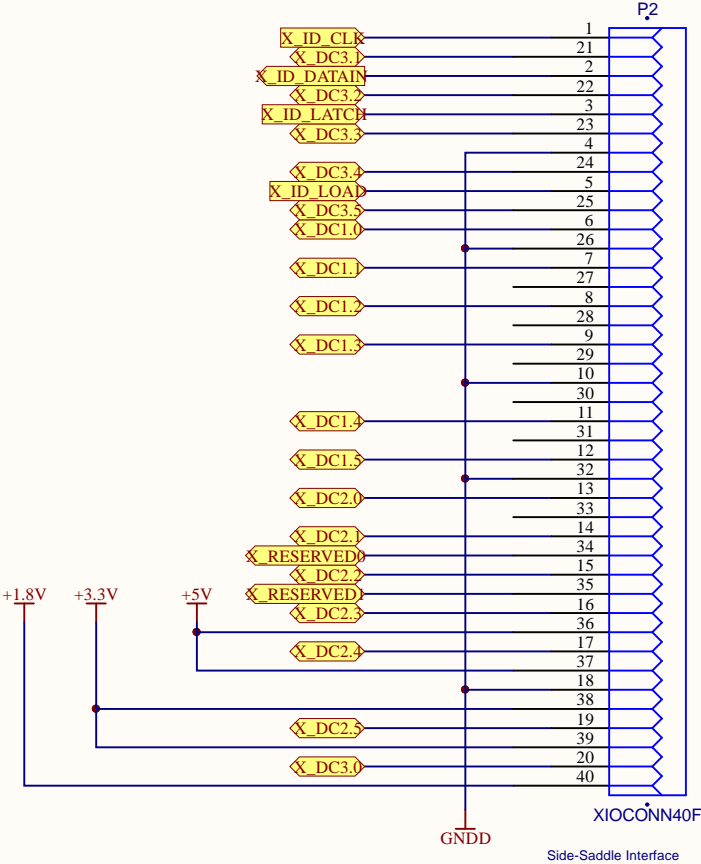 P2
X_ID_CLK 1
X_DC3.1 21
X_ID_DATAIN 2
X_DC3.2 22
X_ID_LATCH 3
X_DC3.3 23
4
X_DC3.4 24
X_ID_LOAD 5
X_DC3.5 25
X_DC1.0 6
26
X_DC1.1 7
27
X_DC1.2 8
28
X_DC1.3 9
29
10
30
X_DC1.4 11
31
X_DC1.5 12
32
X_DC2.0 13
33
X_DC2.1 14
X_RESERVED0 34
X_DC2.2 15
+1.8V +3.3V +5V X_RESERVED1 35
X_DC2.3 16
36
X_DC2.4 17
37
18
38
X_DC2.5 19
39
X_DC3.0 20
40
XIOCONN40F
GNDD
Side-Saddle Interface